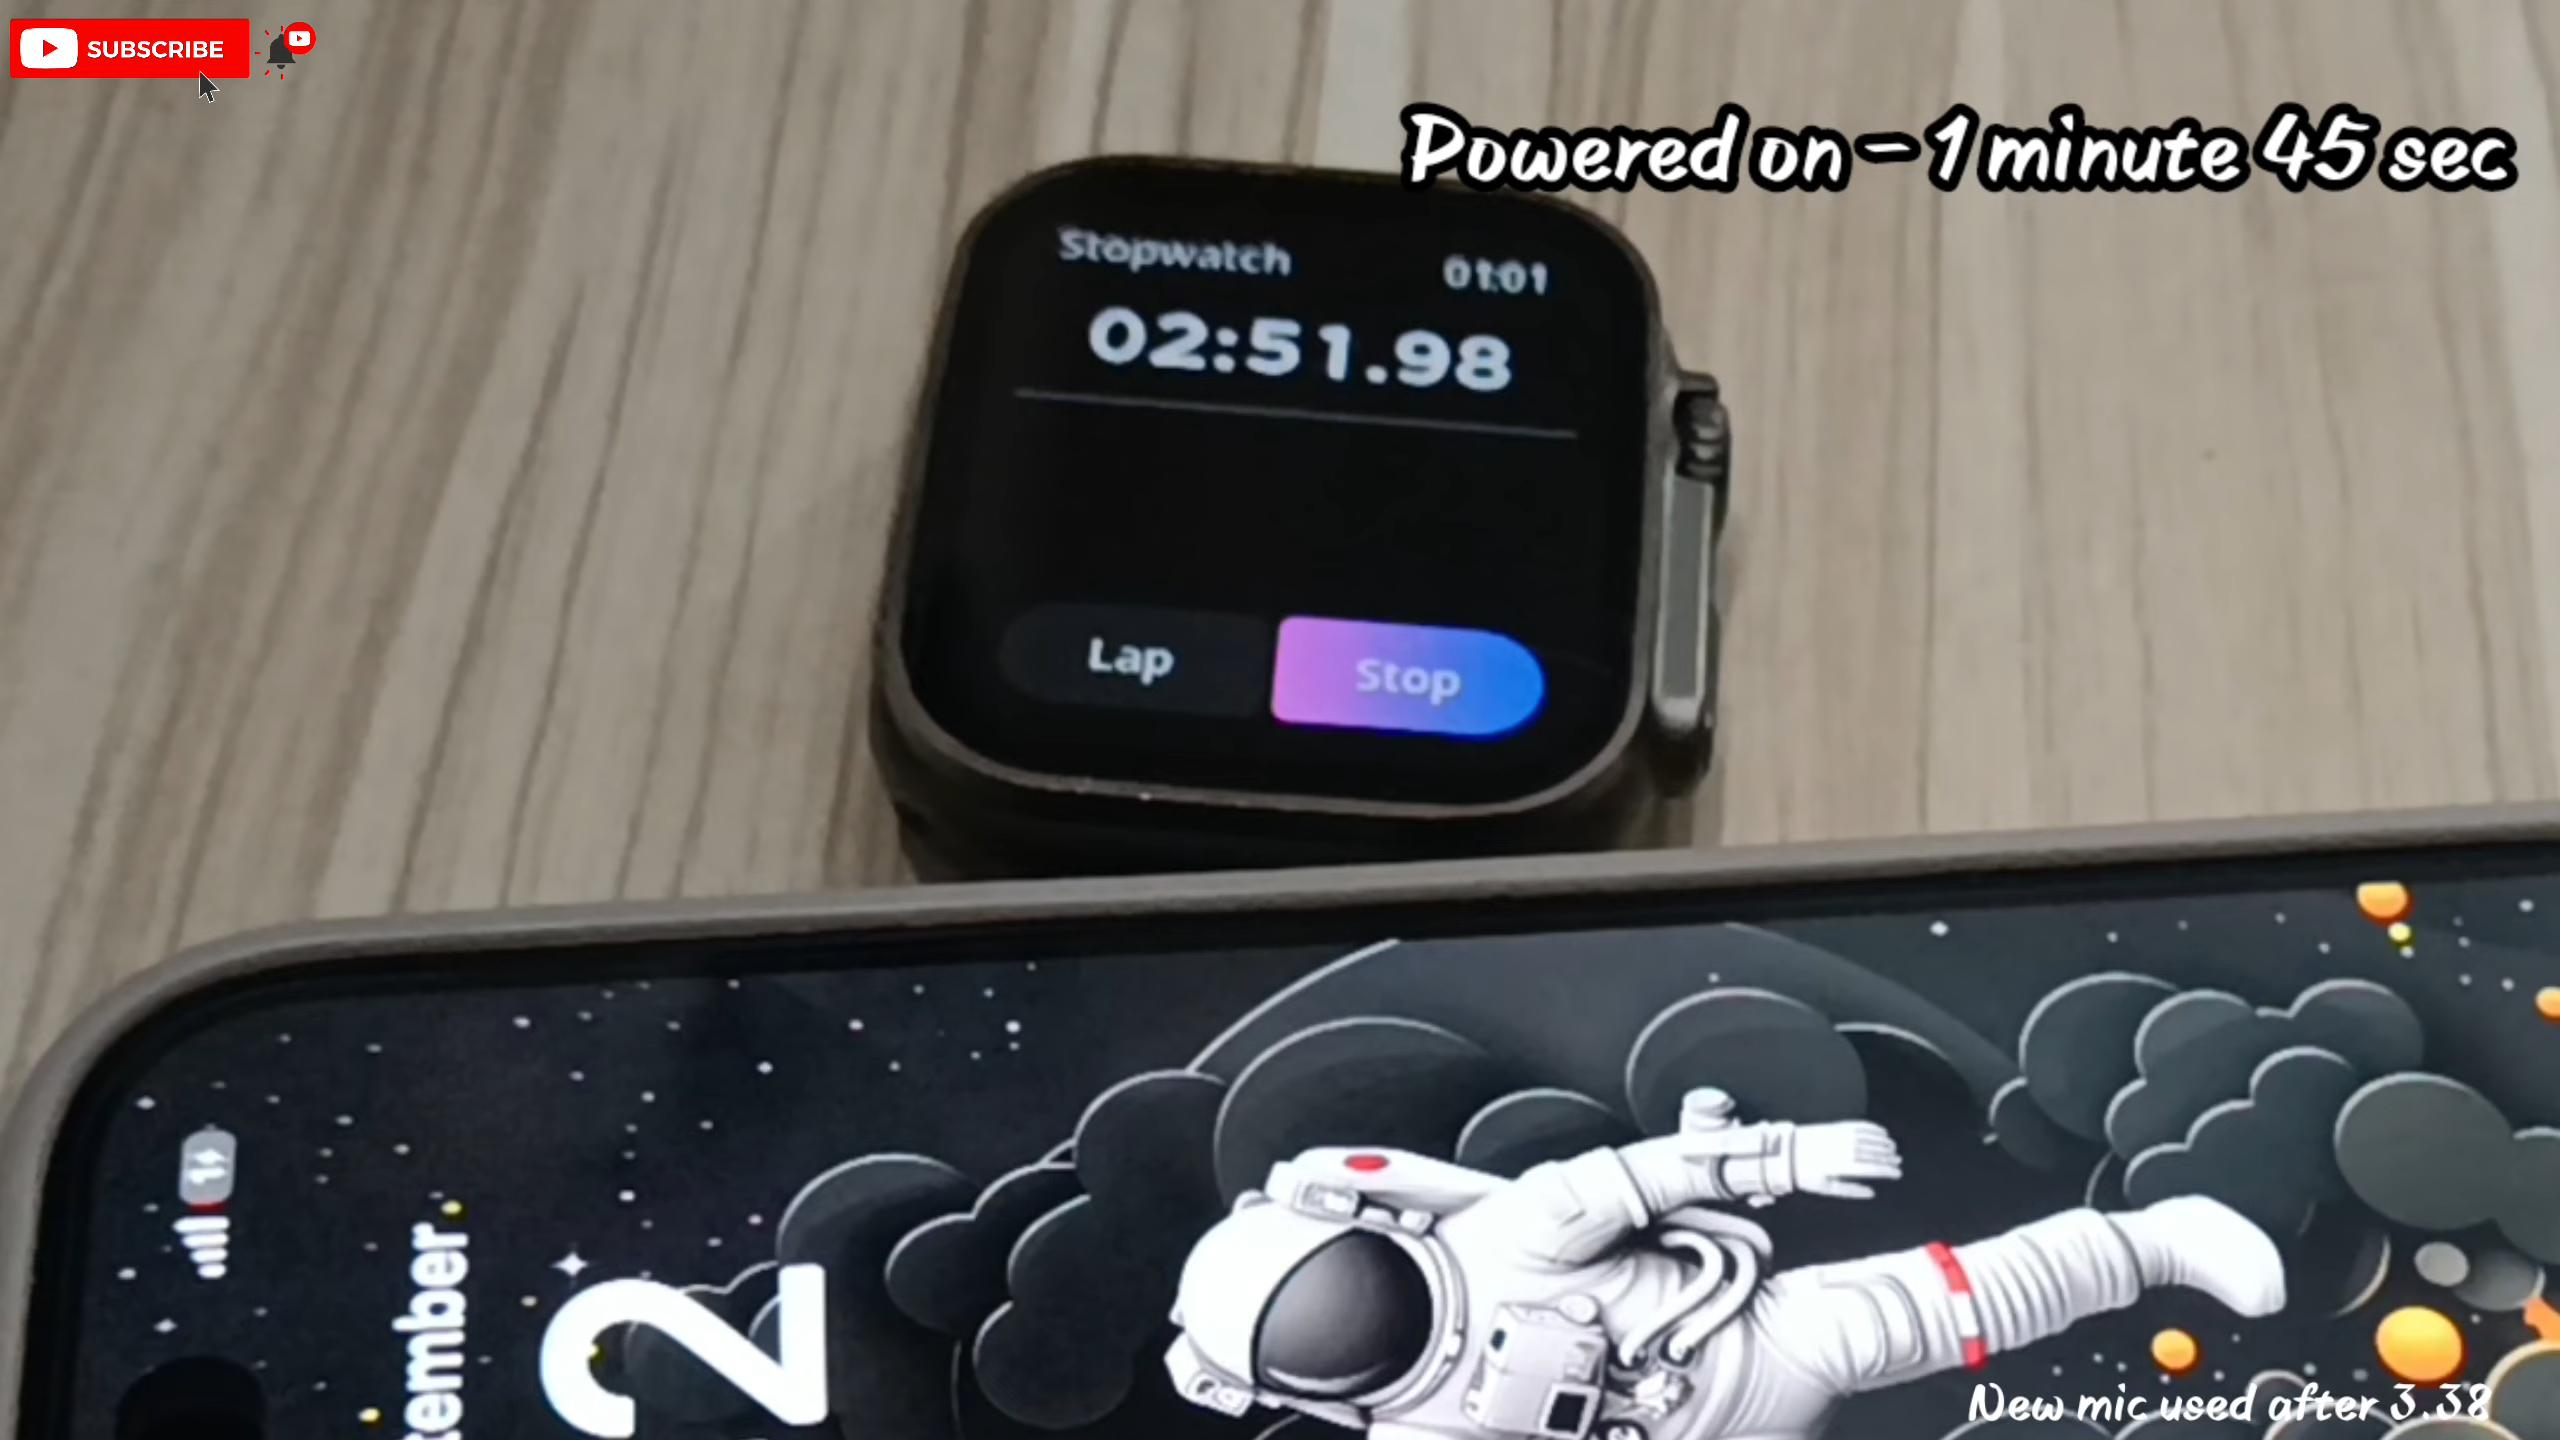 SUBSCRIBE
Powered on - 1 minute 45 sec
Stopwatch 01:01
02:51.98
Lap Stop
ember
2
New mic used after 3.38